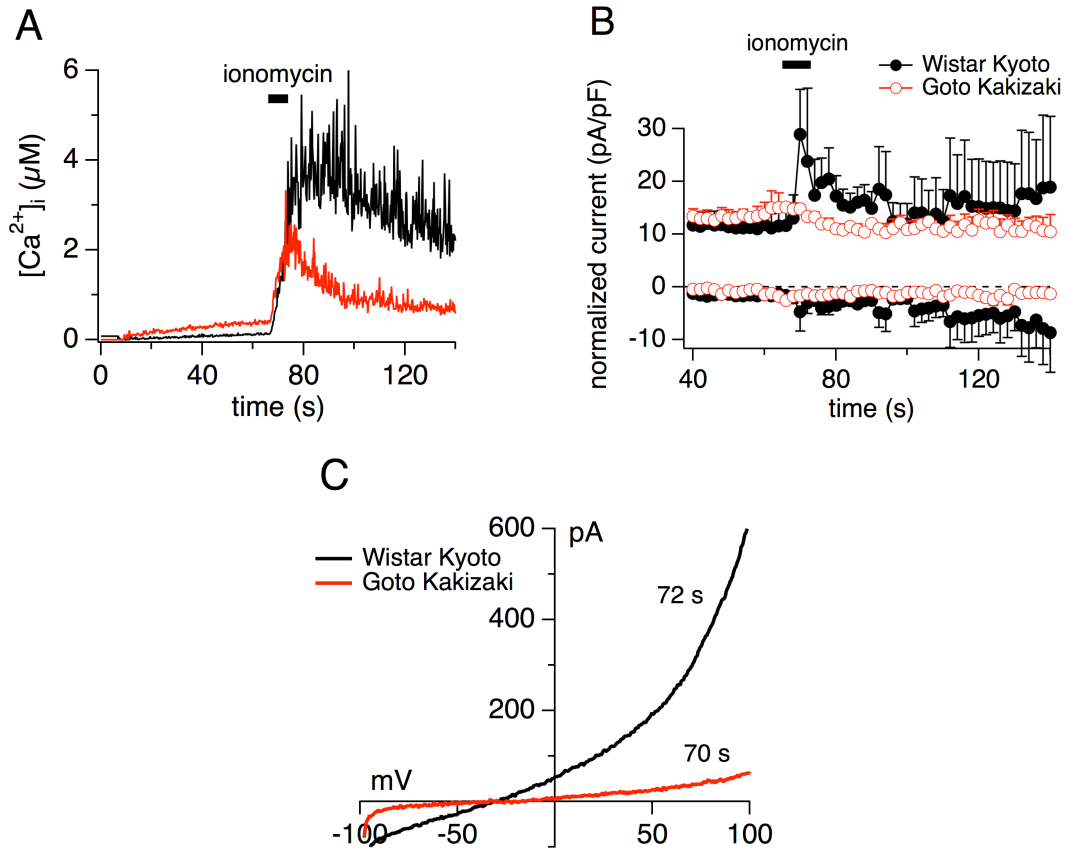 A
ionomycin
6
4
2
0
[Ca2+]i (µM)
0 40 80 120
time (s)
B
ionomycin
Wistar Kyoto
Goto Kakizaki
30
20
10
0
-10
normalized current (pA/pF)
40 80 120
time (s)
C
Wistar Kyoto
Goto Kakizaki
600
pA
72 s
400
200
70 s
mV
-100 -50 50 100